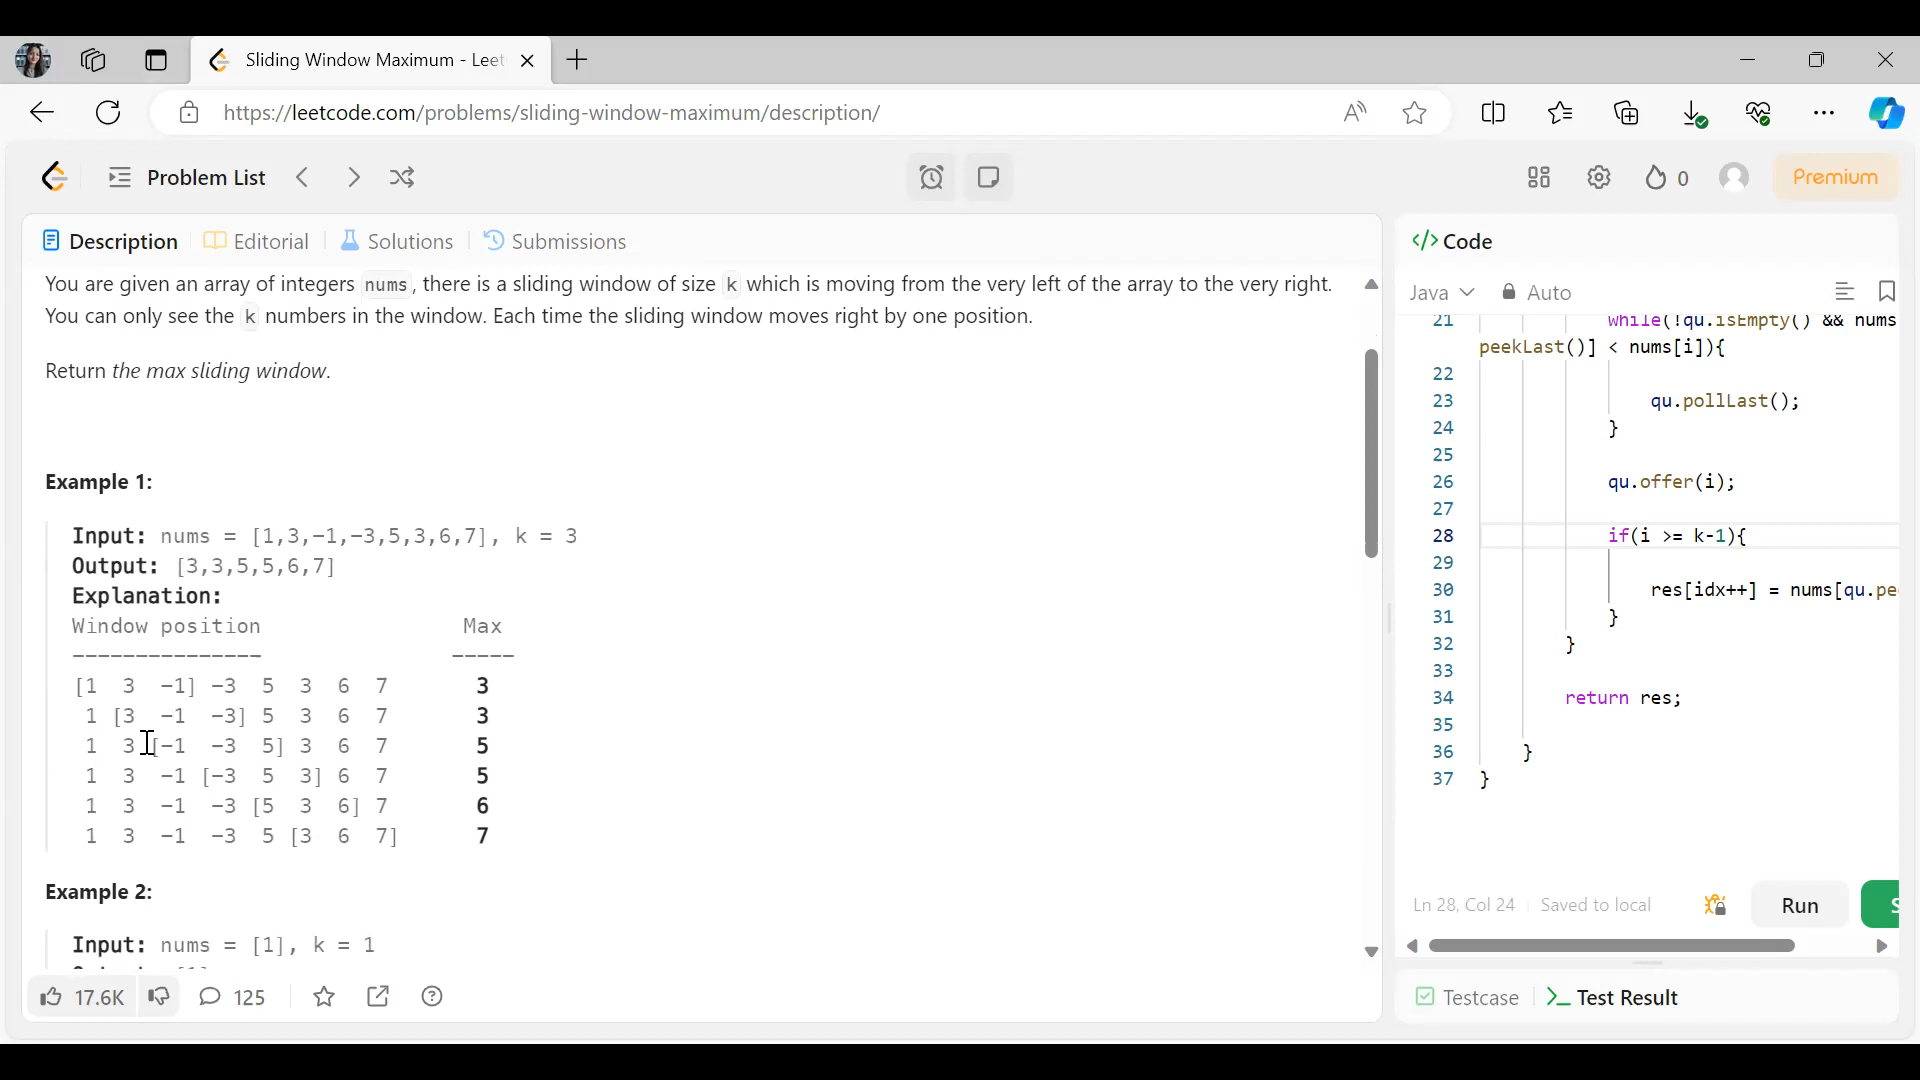 Sliding Window Maximum - Leet
https://leetcode.com/problems/sliding-window-maximum/description/
Problem List
0
Premium
Description
Editorial
Solutions
Submissions
You are given an array of integers nums, there is a sliding window of size k which is moving from the very left of the array to the very right.
You can only see the k numbers in the window. Each time the sliding window moves right by one position.
Return the max sliding window.
Example 1:
Input: nums = [1,3,-1,-3,5,3,6,7], k = 3
Output: [3,3,5,5,6,7]
Explanation:
Window position Max
--------------- -----
[1 3 -1] -3 5 3 6 7 3
1 [3 -1 -3] 5 3 6 7 3
1 3 [-1 -3 5] 3 6 7 5
1 3 -1 [-3 5 3] 6 7 5
1 3 -1 -3 [5 3 6] 7 6
1 3 -1 -3 5 [3 6 7] 7
Example 2:
Input: nums = [1], k = 1
17.6K
125
</> Code
Java
Auto
21 while(!qu.isEmpty() && nums
peekLast()] < nums[i]){
22
23 qu.pollLast();
24 }
25
26 qu.offer(i);
27
28 if(i >= k-1){
29
30 res[idx++] = nums[qu.pe
31 }
32 }
33
34 return res;
35
36 }
37 }
Ln 28, Col 24
Saved to local
Run
S
Testcase
Test Result